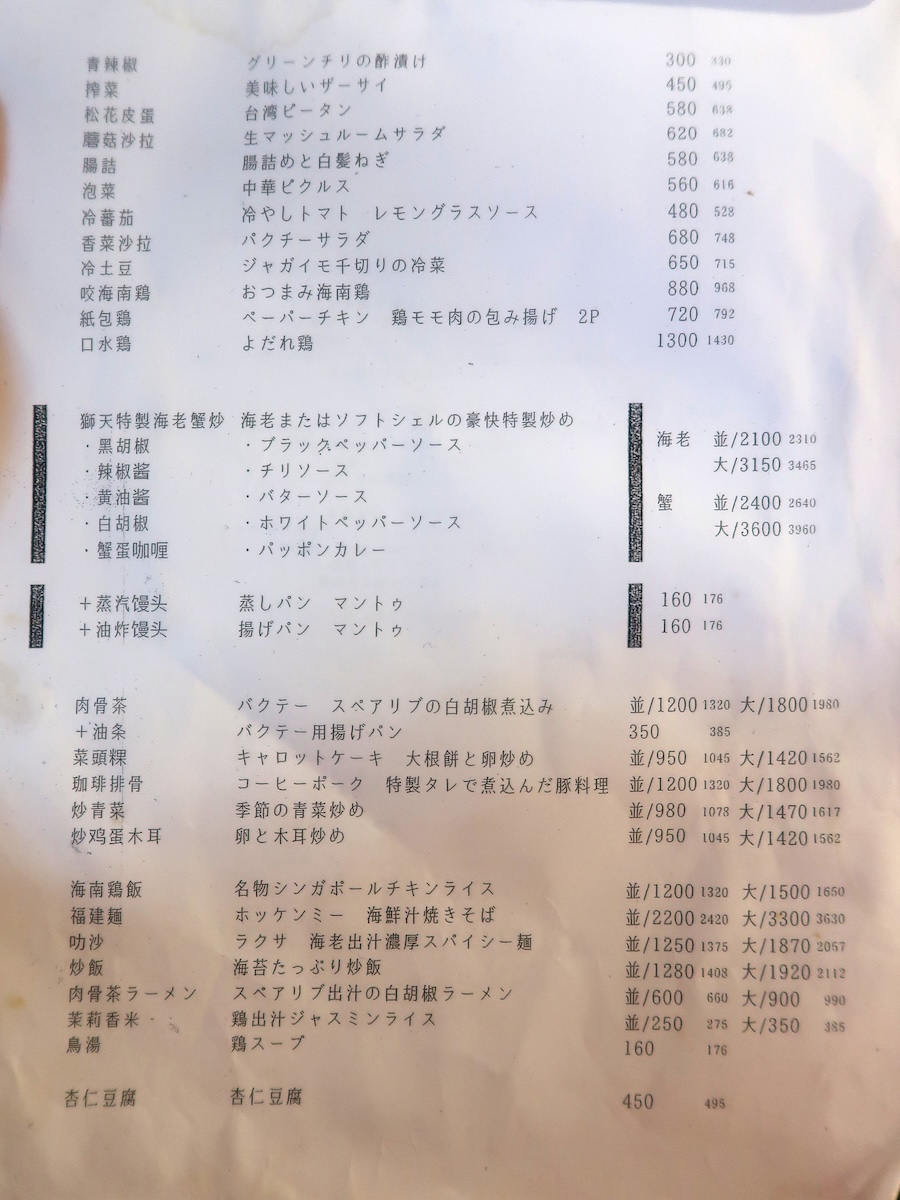 青辣椒 グリーンチリの酢漬け 300 330
搾菜 美味しいザーサイ 450 495
松花皮蛋 台湾ピータン 580 638
蘑菇沙拉 生マッシュルームサラダ 620 682
腸詰 腸詰めと白髪ねぎ 580 638
泡菜 中華ピクルス 560 616
冷蕃茄 冷やしトマト レモングラスソース 480 528
香菜沙拉 パクチーサラダ 680 748
冷土豆 ジャガイモ千切りの冷菜 650 715
咬海南鶏 おつまみ海南鶏 880 968
紙包鶏 ペーパーチキン 鶏モモ肉の包み揚げ 2P 720 792
口水鶏 よだれ鶏 1300 1430
獅天特製海老蟹炒 海老またはソフトシェルの豪快特製炒め
・黒胡椒 ・ブラックペッパーソース 海老 並/2100 2310
・辣椒醤 ・チリソース 大/3150 3465
・黄油醤 ・バターソース 蟹 並/2400 2640
・白胡椒 ・ホワイトペッパーソース 大/3600 3960
・蟹蛋咖喱 ・パッポンカレー
＋蒸汽馒头 蒸しパン マントゥ 160 176
＋油炸馒头 揚げパン マントゥ 160 176
肉骨茶 バクテー スペアリブの白胡椒煮込み 並/1200 1320 大/1800 1980
＋油条 バクテー用揚げパン 350 385
菜頭粿 キャロットケーキ 大根餅と卵炒め 並/950 1045 大/1420 1562
珈琲排骨 コーヒーポーク 特製タレで煮込んだ豚料理 並/1200 1320 大/1800 1980
炒青菜 季節の青菜炒め 並/980 1078 大/1470 1617
炒鸡蛋木耳 卵と木耳炒め 並/950 1045 大/1420 1562
海南鶏飯 名物シンガポールチキンライス 並/1200 1320 大/1500 1650
福建麺 ホッケンミー 海鮮汁焼きそば 並/2200 2420 大/3300 3630
叻沙 ラクサ 海老出汁濃厚スパイシー麺 並/1250 1375 大/1870 2057
炒飯 海苔たっぷり炒飯 並/1280 1408 大/1920 2112
肉骨茶ラーメン スペアリブ出汁の白胡椒ラーメン 並/600 660 大/900 990
茉莉香米 鶏出汁ジャスミンライス 並/250 275 大/350 385
鳥湯 鶏スープ 160 176
杏仁豆腐 杏仁豆腐 450 495